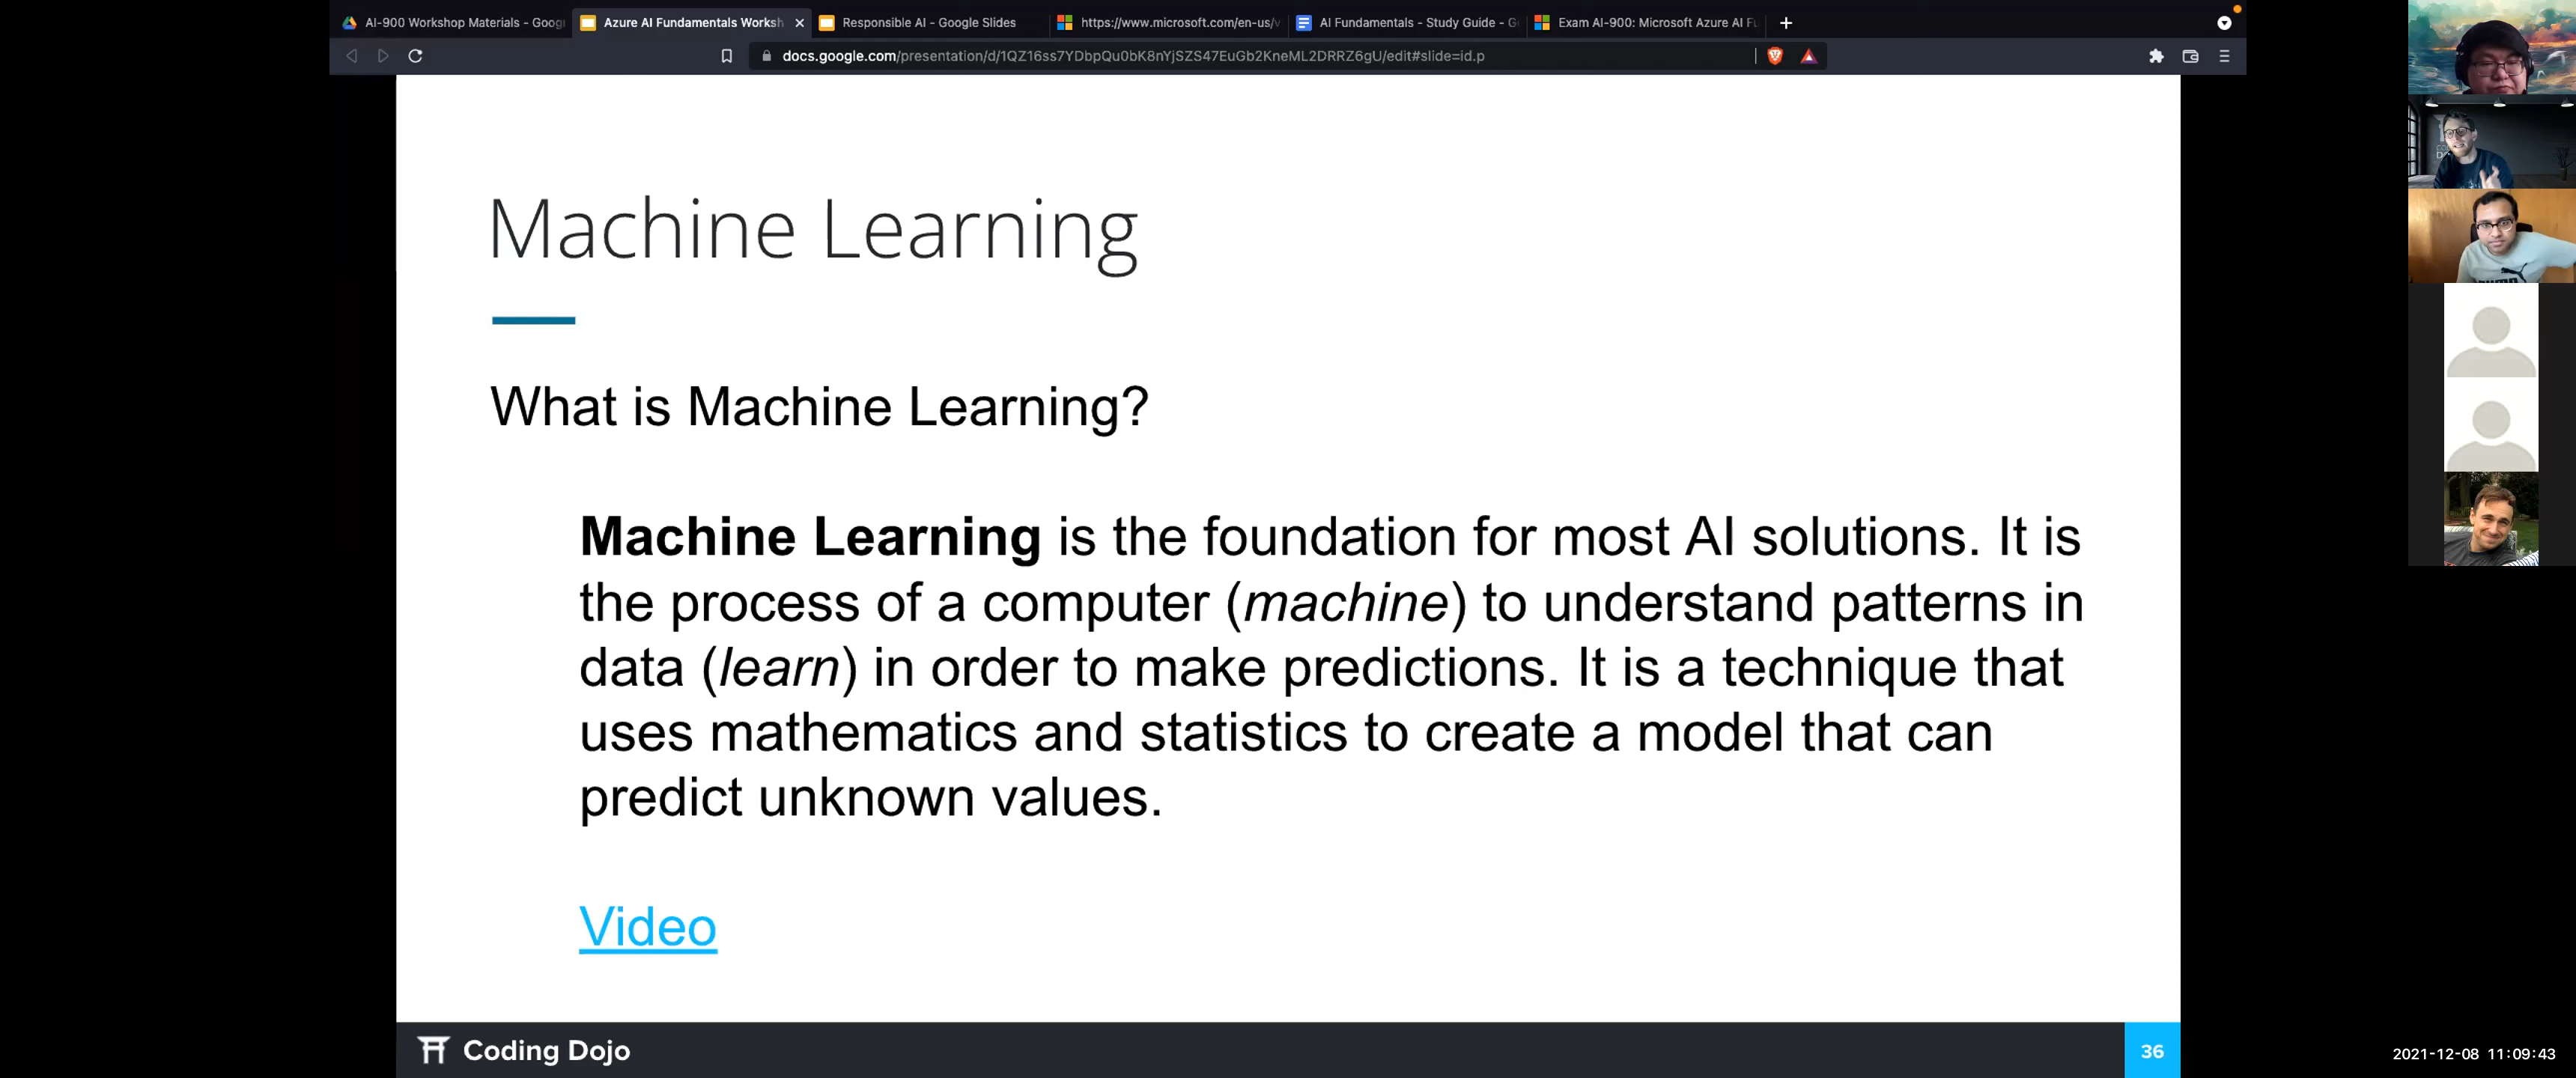 AI-900 Workshop Materials - Goog
Azure AI Fundamentals Worksh
Responsible AI - Google Slides
https://www.microsoft.com/en-us/v
AI Fundamentals - Study Guide - G
Exam AI-900: Microsoft Azure AI F
docs.google.com/presentation/d/1QZ16ss7YDbpQu0bK8nYjSZS47EuGb2KneML2DRRZ6gU/edit#slide=id.p
Machine Learning
What is Machine Learning?
Machine Learning is the foundation for most AI solutions. It is
the process of a computer (machine) to understand patterns in
data (learn) in order to make predictions. It is a technique that
uses mathematics and statistics to create a model that can
predict unknown values.
Video
Coding Dojo
36
2021-12-08 11:09:43